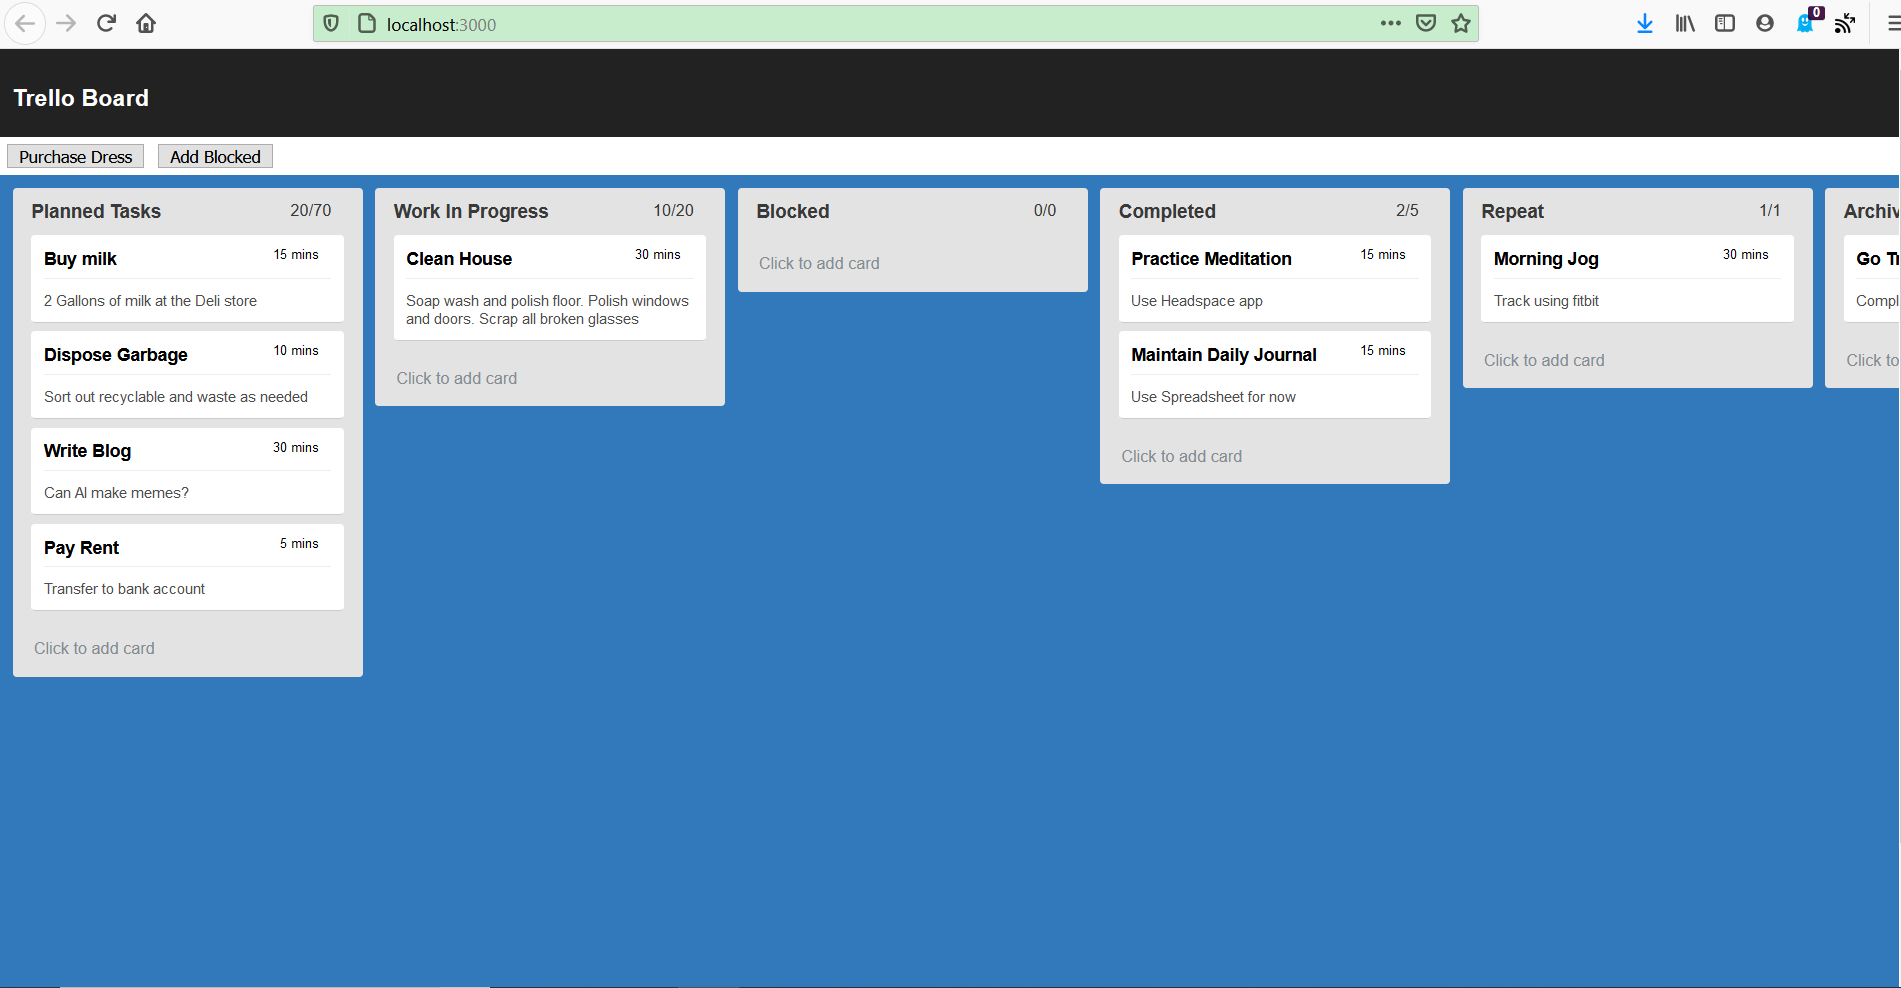 localhost:3000
0
Trello Board
Purchase Dress
Add Blocked
Planned Tasks
20/70
Buy milk
15 mins
2 Gallons of milk at the Deli store
Dispose Garbage
10 mins
Sort out recyclable and waste as needed
Write Blog
30 mins
Can AI make memes?
Pay Rent
5 mins
Transfer to bank account
Click to add card
Work In Progress
10/20
Clean House
30 mins
Soap wash and polish floor. Polish windows
and doors. Scrap all broken glasses
Click to add card
Blocked
0/0
Click to add card
Completed
2/5
Practice Meditation
15 mins
Use Headspace app
Maintain Daily Journal
15 mins
Use Spreadsheet for now
Click to add card
Repeat
1/1
Morning Jog
30 mins
Track using fitbit
Click to add card
Archiv
Go Tr
Compl
Click to